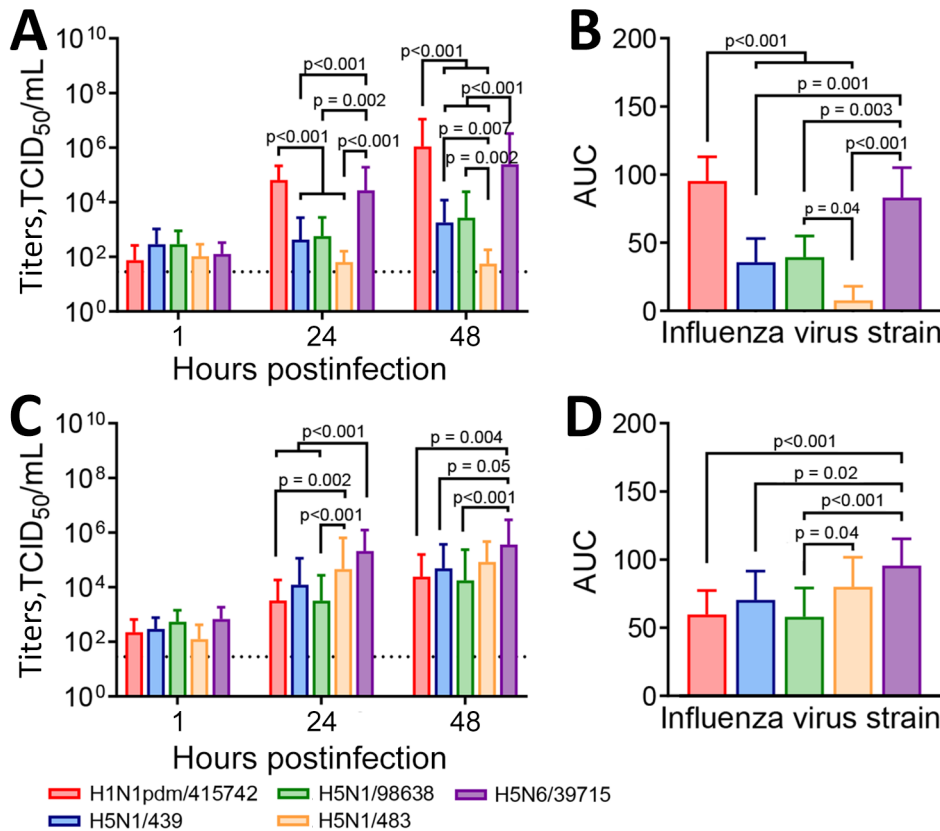 A
Titers,TCID50/mL
10^10
10^8
10^6
10^4
10^2
10^0
p<0.001
p = 0.002
p<0.001
p<0.001
p<0.001
p<0.001
p = 0.007
p = 0.002
1 24 48
Hours postinfection
B
AUC
200
150
100
50
0
p<0.001
p = 0.001
p = 0.003
p<0.001
p = 0.04
Influenza virus strain
C
Titers,TCID50/mL
10^10
10^8
10^6
10^4
10^2
10^0
p<0.001
p = 0.002
p<0.001
p = 0.004
p = 0.05
p<0.001
1 24 48
Hours postinfection
D
AUC
200
150
100
50
0
p<0.001
p = 0.02
p<0.001
p = 0.04
Influenza virus strain
H1N1pdm/415742 H5N1/98638 H5N6/39715
H5N1/439 H5N1/483